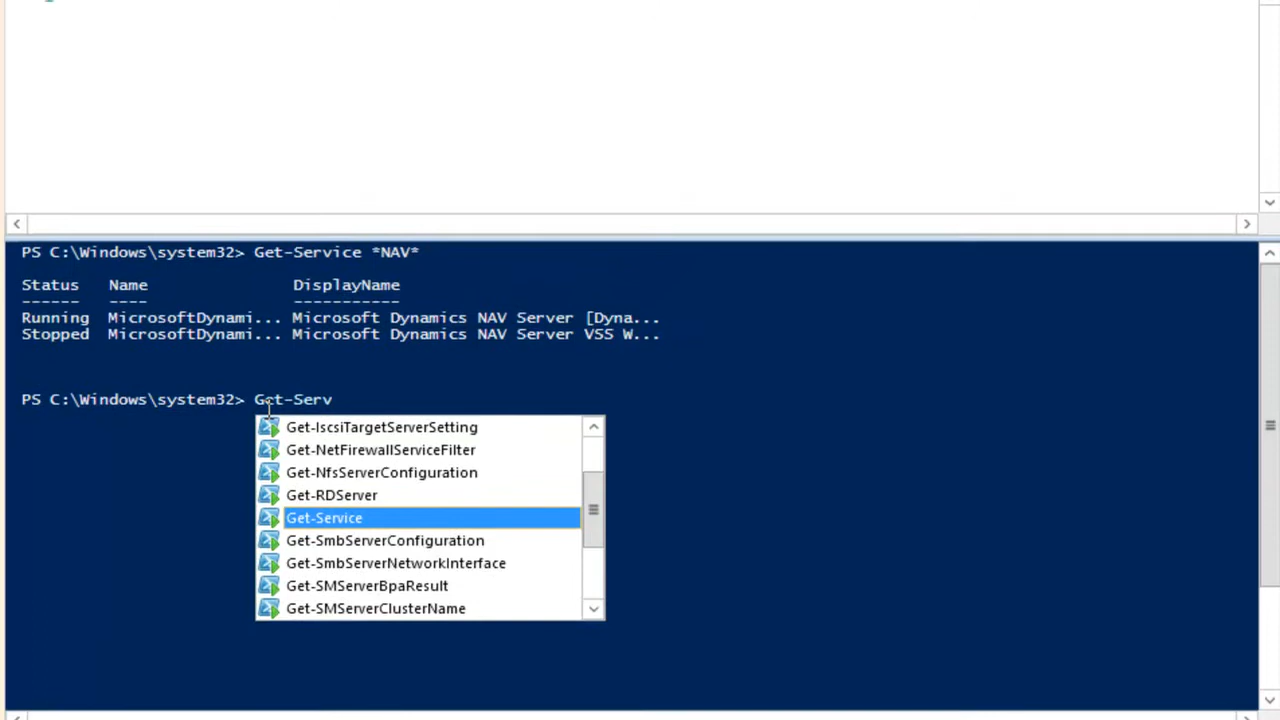 PS C:\Windows\system32> Get-Service *NAV*
Status Name DisplayName
------ ---- -----------
Running MicrosoftDynami... Microsoft Dynamics NAV Server [Dyna...
Stopped MicrosoftDynami... Microsoft Dynamics NAV Server VSS W...
PS C:\Windows\system32> Get-Serv
Get-IscsiTargetServerSetting
Get-NetFirewallServiceFilter
Get-NfsServerConfiguration
Get-RDServer
Get-Service
Get-SmbServerConfiguration
Get-SmbServerNetworkInterface
Get-SMServerBpaResult
Get-SMServerClusterName